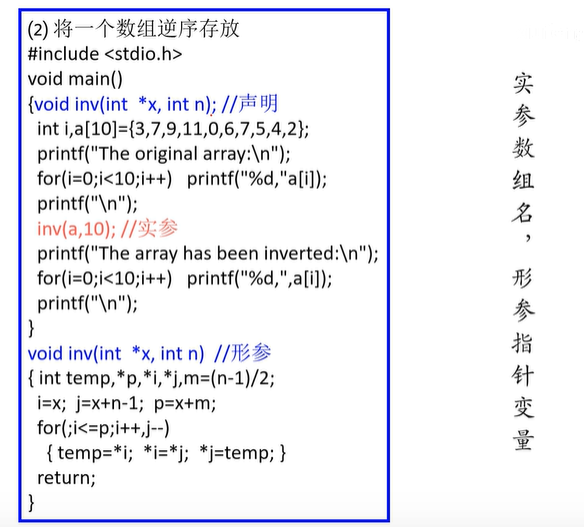 (2) 将一个数组逆序存放
#include <stdio.h>
void main()
{void inv(int *x, int n); //声明
int i,a[10]={3,7,9,11,0,6,7,5,4,2};
printf("The original array:\n");
for(i=0;i<10;i++) printf("%d,"a[i]);
printf("\n");
inv(a,10); //实参
printf("The array has been inverted:\n");
for(i=0;i<10;i++) printf("%d,",a[i]);
printf("\n");
}
void inv(int *x, int n) //形参
{ int temp,*p,*i,*j,m=(n-1)/2;
i=x; j=x+n-1; p=x+m;
for(;i<=p;i++,j--)
{ temp=*i; *i=*j; *j=temp; }
return;
}
实参数组名，形参指针变量